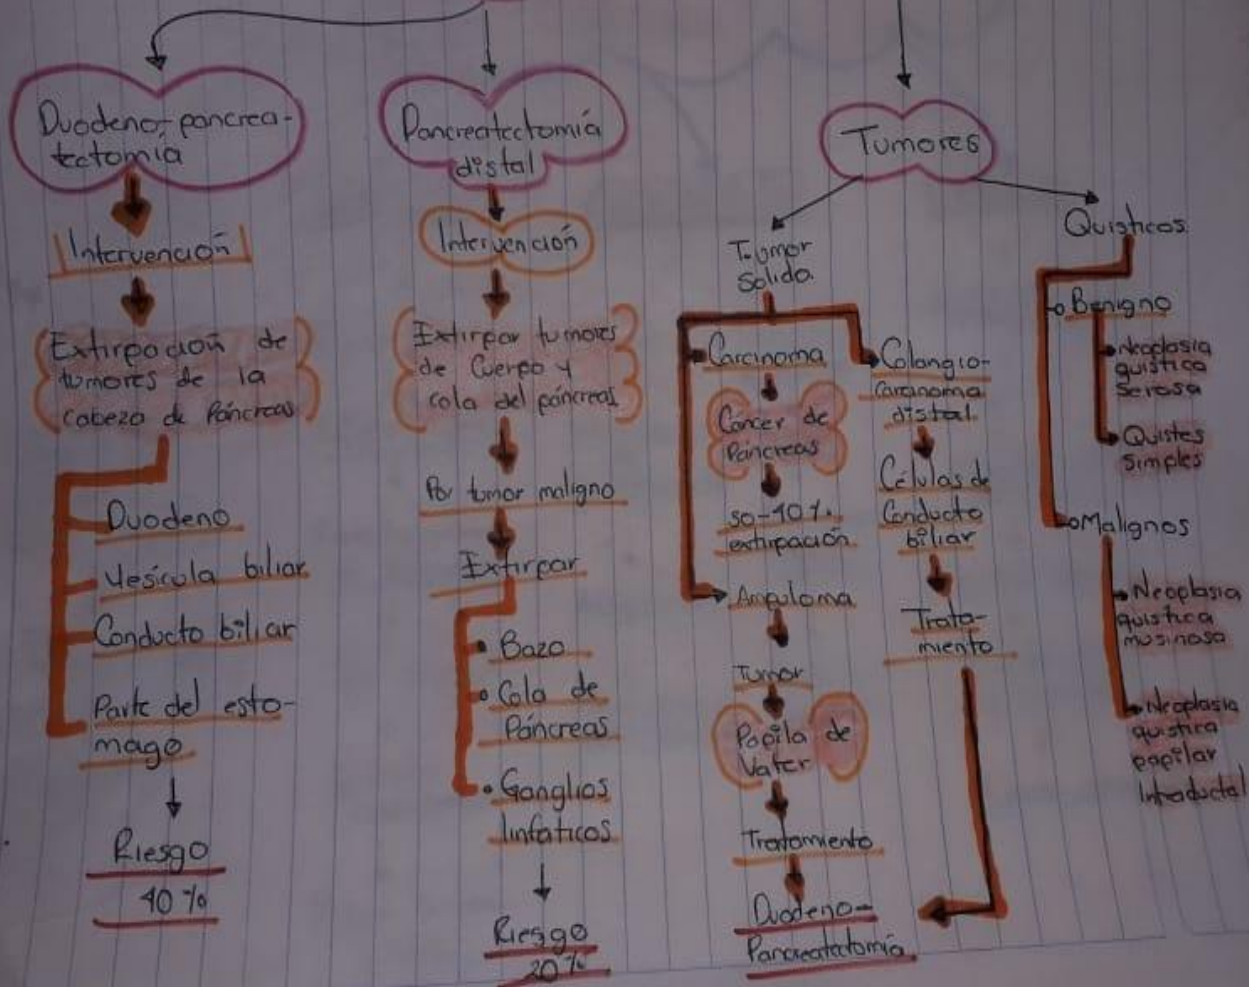 Duodeno-pancrea-
tectomía
Intervención
Extirpación de
tumores de la
cabeza de Páncreas
Duodeno
Vesícula biliar
Conducto biliar
Parte del esto-
mago
Riesgo
40%
Pancreatectomía
distal
Intervención
Extirpar tumores
de Cuerpo y
cola del páncreas
Por tumor maligno
Extirpar
Bazo
Cola de
Páncreas
Ganglios
linfaticos
Riesgo
20%
Tumores
Tumor
Solida
Carcinoma
Cáncer de
Páncreas
extirpación
Ampuloma
Tumor
Papila de
Vater
Tratamiento
Duodeno-
Pancreatectomía
Colangio-
carcinoma
distal
Células de
Conducto
biliar
Trata-
miento
Quisticos
Benigno
Neoplasia
quistica
Serosa
Quistes
Simples
Malignos
Neoplasia
quistica
musinosa
Neoplasia
quistica
papilar
Intraductal